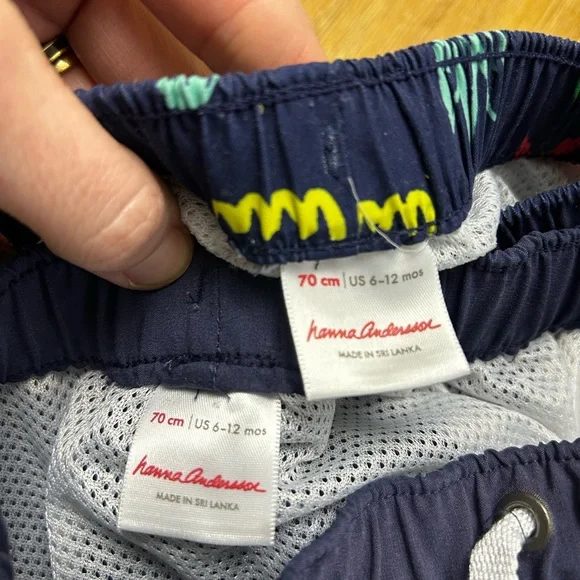 70 cm | US 6-12 mos
hanna Andersson
MADE IN SRI LANKA
70 cm | US 6-12 mos
hanna Andersson
MADE IN SRI LANKA